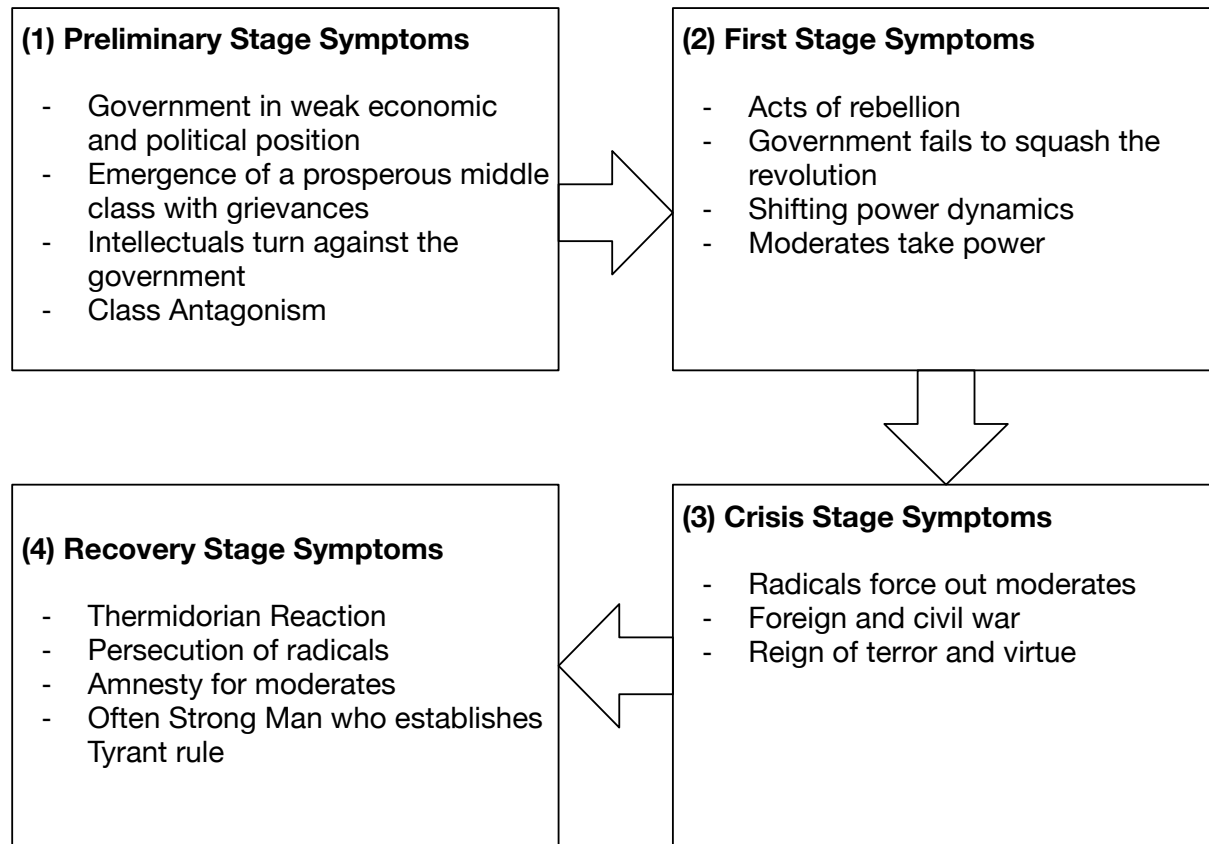 (1) Preliminary Stage Symptoms
- Government in weak economic
and political position
- Emergence of a prosperous middle
class with grievances
- Intellectuals turn against the
government
- Class Antagonism
(2) First Stage Symptoms
- Acts of rebellion
- Government fails to squash the
revolution
- Shifting power dynamics
- Moderates take power
(3) Crisis Stage Symptoms
- Radicals force out moderates
- Foreign and civil war
- Reign of terror and virtue
(4) Recovery Stage Symptoms
- Thermidorian Reaction
- Persecution of radicals
- Amnesty for moderates
- Often Strong Man who establishes
Tyrant rule